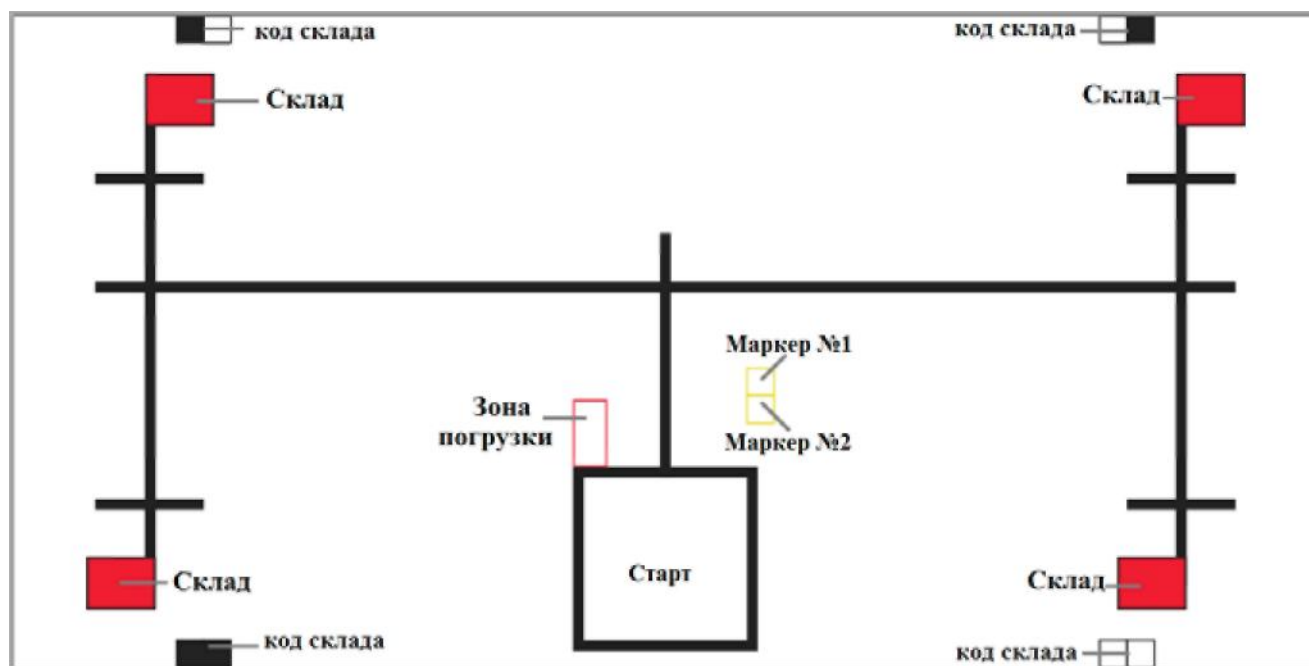 код склада
код склада
Склад
Склад
Маркер №1
Зона
погрузки
Маркер №2
Старт
Склад
Склад
код склада
код склада